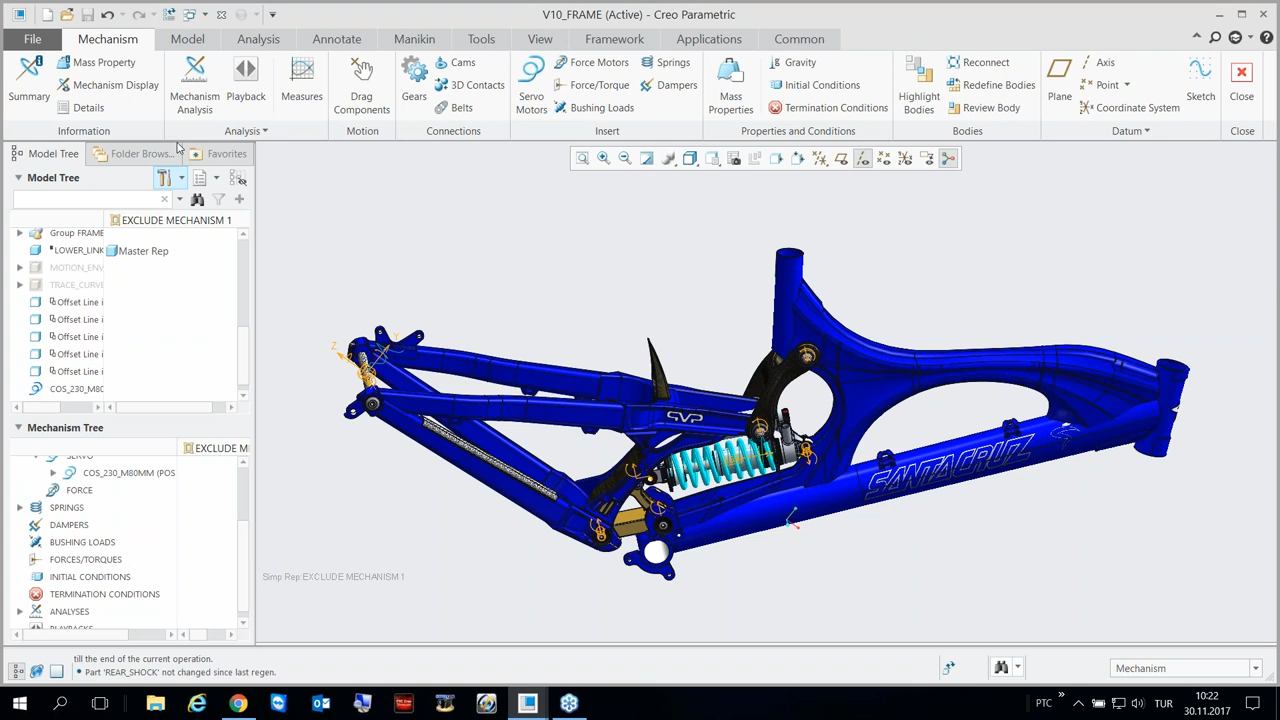 V10_FRAME (Active) - Creo Parametric
File Mechanism Model Analysis Annotate Manikin Tools View Framework Applications Common
Summary
Mass Property
Mechanism Display
Details
Information
Mechanism
Analysis
Playback
Analysis
Measures
Drag
Components
Motion
Gears
Cams
3D Contacts
Belts
Connections
Servo
Motors
Force Motors
Force/Torque
Bushing Loads
Springs
Dampers
Insert
Mass
Properties
Gravity
Initial Conditions
Termination Conditions
Properties and Conditions
Highlight
Bodies
Reconnect
Redefine Bodies
Review Body
Bodies
Plane
Axis
Point
Coordinate System
Sketch
Datum
Close
Close
Model Tree Folder Brows... Favorites
Model Tree
EXCLUDE MECHANISM 1
Group FRAME
LOWER_LINK Master Rep
MOTION_ENV
TRACE_CURVE
Offset Line i
Offset Line i
Offset Line i
Offset Line i
Offset Line i
COS_230_M80
Mechanism Tree
EXCLUDE M
SERVO
COS_230_M80MM (POS
FORCE
SPRINGS
DAMPERS
BUSHING LOADS
FORCES/TORQUES
INITIAL CONDITIONS
TERMINATION CONDITIONS
ANALYSES
PLAYBACKS
Z
Y
SANTACRUZ
Simp Rep:EXCLUDE MECHANISM 1
till the end of the current operation.
• Part 'REAR_SHOCK' not changed since last regen.
Mechanism
PTC
TUR
10:22
30.11.2017